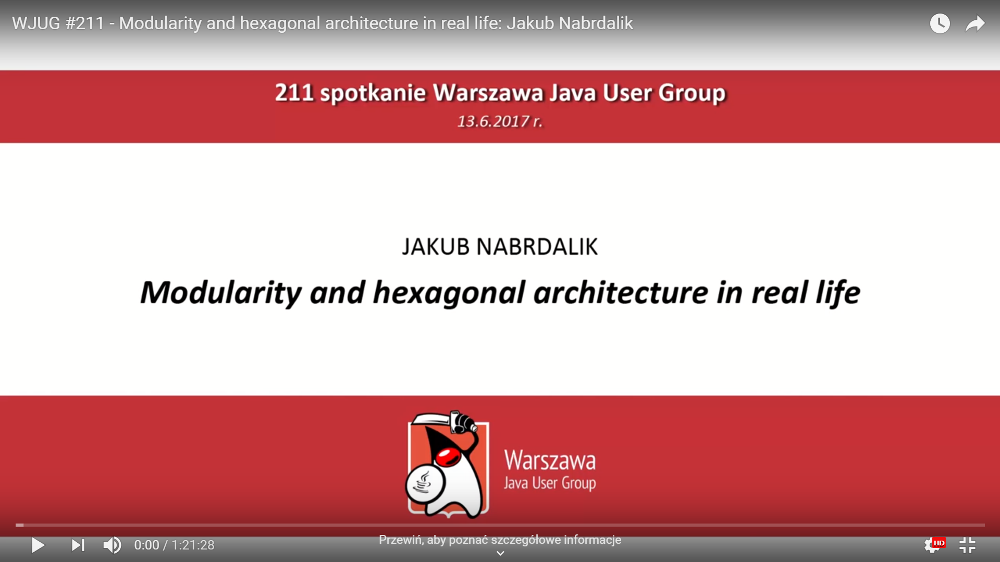 WJUG #211 - Modularity and hexagonal architecture in real life: Jakub Nabrdalik
211 spotkanie Warszawa Java User Group
13.6.2017 r.
JAKUB NABRDALIK
Modularity and hexagonal architecture in real life
Warszawa
Java User Group
Przewiń, aby poznać szczegółowe informacje
0:00 / 1:21:28
HD